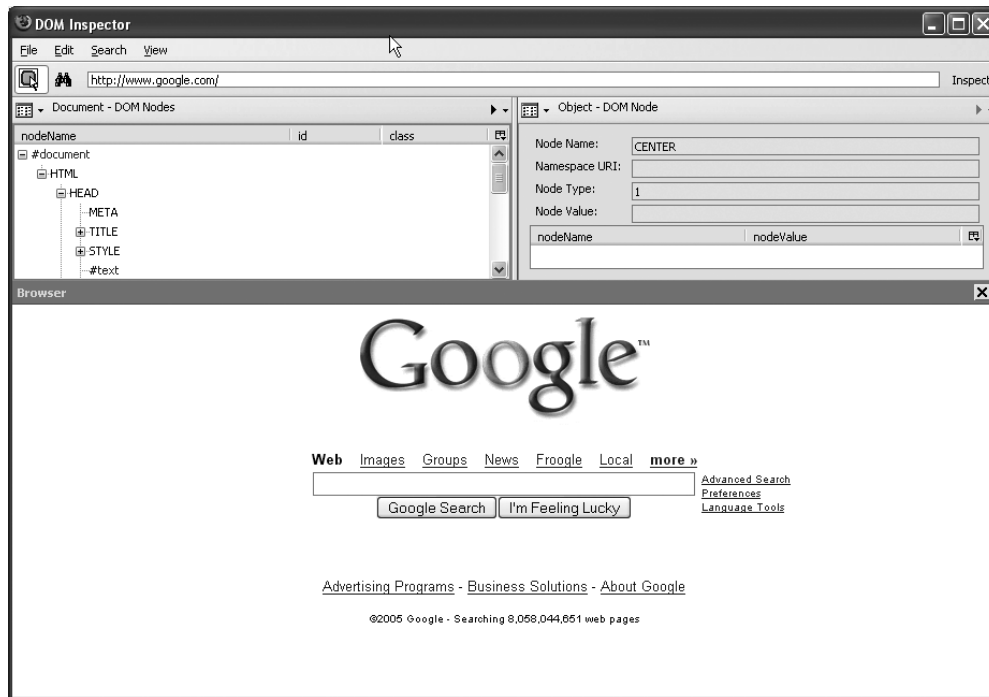 DOM Inspector
File Edit Search View
http://www.google.com/ Inspect
Document - DOM Nodes
nodeName id class
#document
HTML
HEAD
META
TITLE
STYLE
#text
Object - DOM Node
Node Name: CENTER
Namespace URI:
Node Type: 1
Node Value:
nodeName nodeValue
Browser
Google™
Web Images Groups News Froogle Local more »
Advanced Search
Preferences
Language Tools
Google Search I'm Feeling Lucky
Advertising Programs - Business Solutions - About Google
©2005 Google - Searching 8,058,044,651 web pages